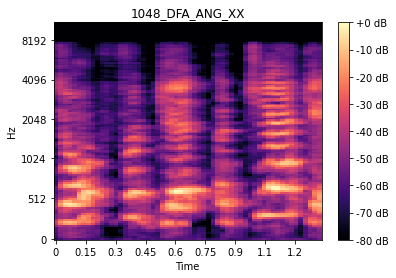 1048_DFA_ANG_XX
8192
4096
2048
1024
512
0
Hz
0 0.15 0.3 0.45 0.6 0.75 0.9 1.1 1.2
Time
+0 dB
-10 dB
-20 dB
-30 dB
-40 dB
-50 dB
-60 dB
-70 dB
-80 dB